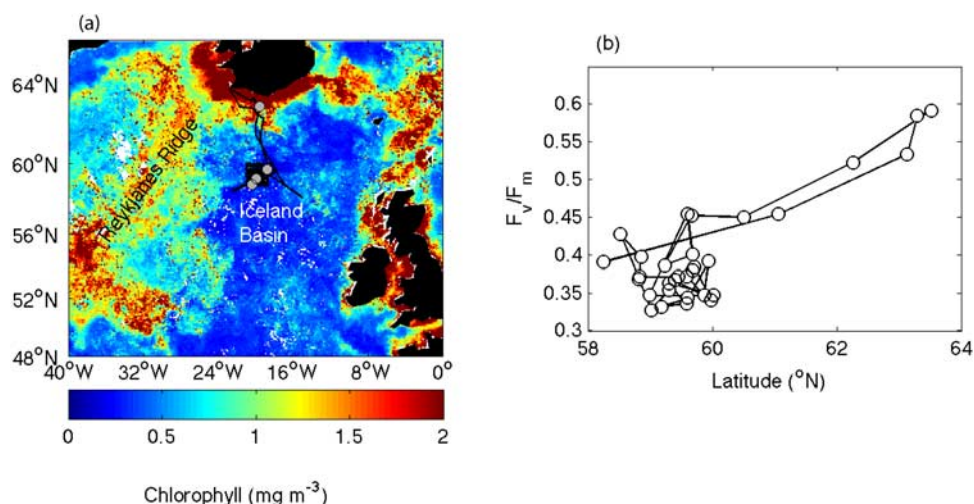 (a)
64°N
60°N
56°N
52°N
48°N
40°W 32°W 24°W 16°W 0°
Reykjanes Ridge
Iceland
Basin
0 0.5 1 1.5 2
Chlorophyll (mg m⁻³)
(b)
Fv/Fm
0.6
0.55
0.5
0.45
0.4
0.35
0.3
58 60 62 64
Latitude (°N)